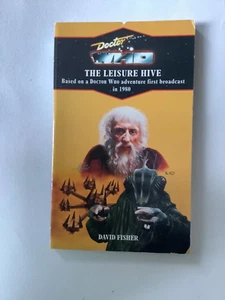 Doctor
WHO
THE LEISURE HIVE
Based on a DOCTOR WHO adventure first broadcast
in 1980
DAVID FISHER